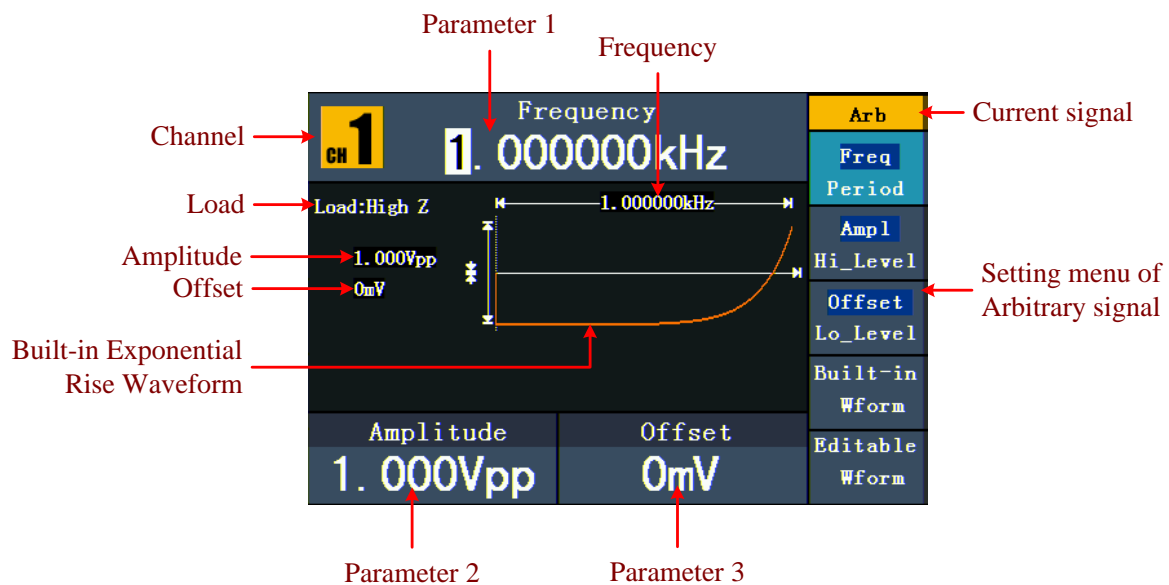 Parameter 1
Frequency
Channel
CH 1
Frequency
1.000000kHz
Arb
Current signal
Freq
Period
Load
Load:High Z
1.000000kHz
Ampl
Hi_Level
Amplitude
1.000Vpp
Offset
0mV
Offset
Lo_Level
Setting menu of
Arbitrary signal
Built-in Exponential
Rise Waveform
Built-in
Wform
Amplitude
1.000Vpp
Offset
0mV
Editable
Wform
Parameter 2
Parameter 3